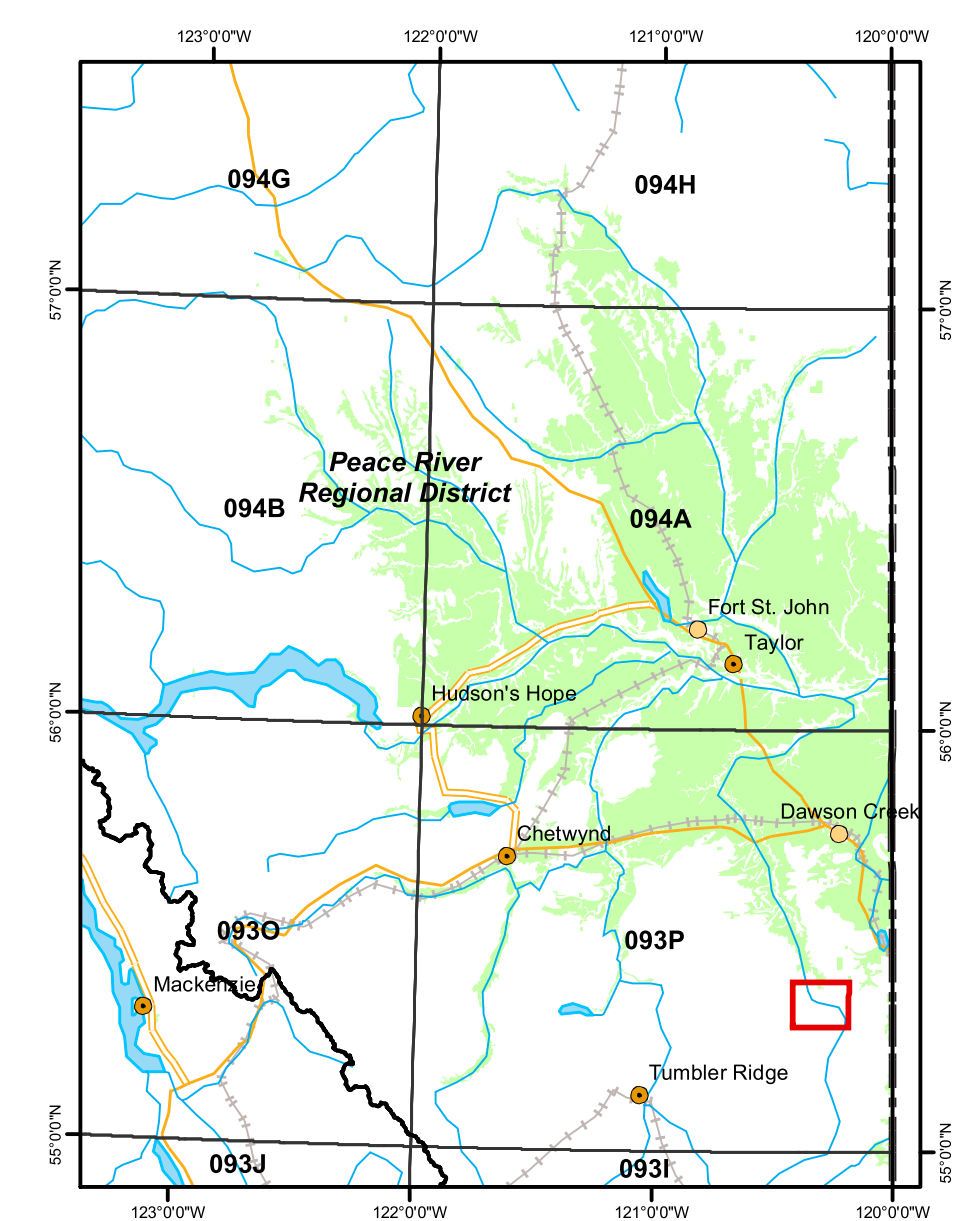 123°0'0"W 122°0'0"W 121°0'0"W 120°0'0"W
094G
094H
57°0'0"N
57°0'0"N
Peace River
Regional District
094B
094A
Fort St. John
Taylor
Hudson's Hope
56°0'0"N
56°0'0"N
Dawson Creek
Chetwynd
093O
093P
Mackenzie
Tumbler Ridge
55°0'0"N
55°0'0"N
093J
093I
123°0'0"W 122°0'0"W 121°0'0"W 120°0'0"W